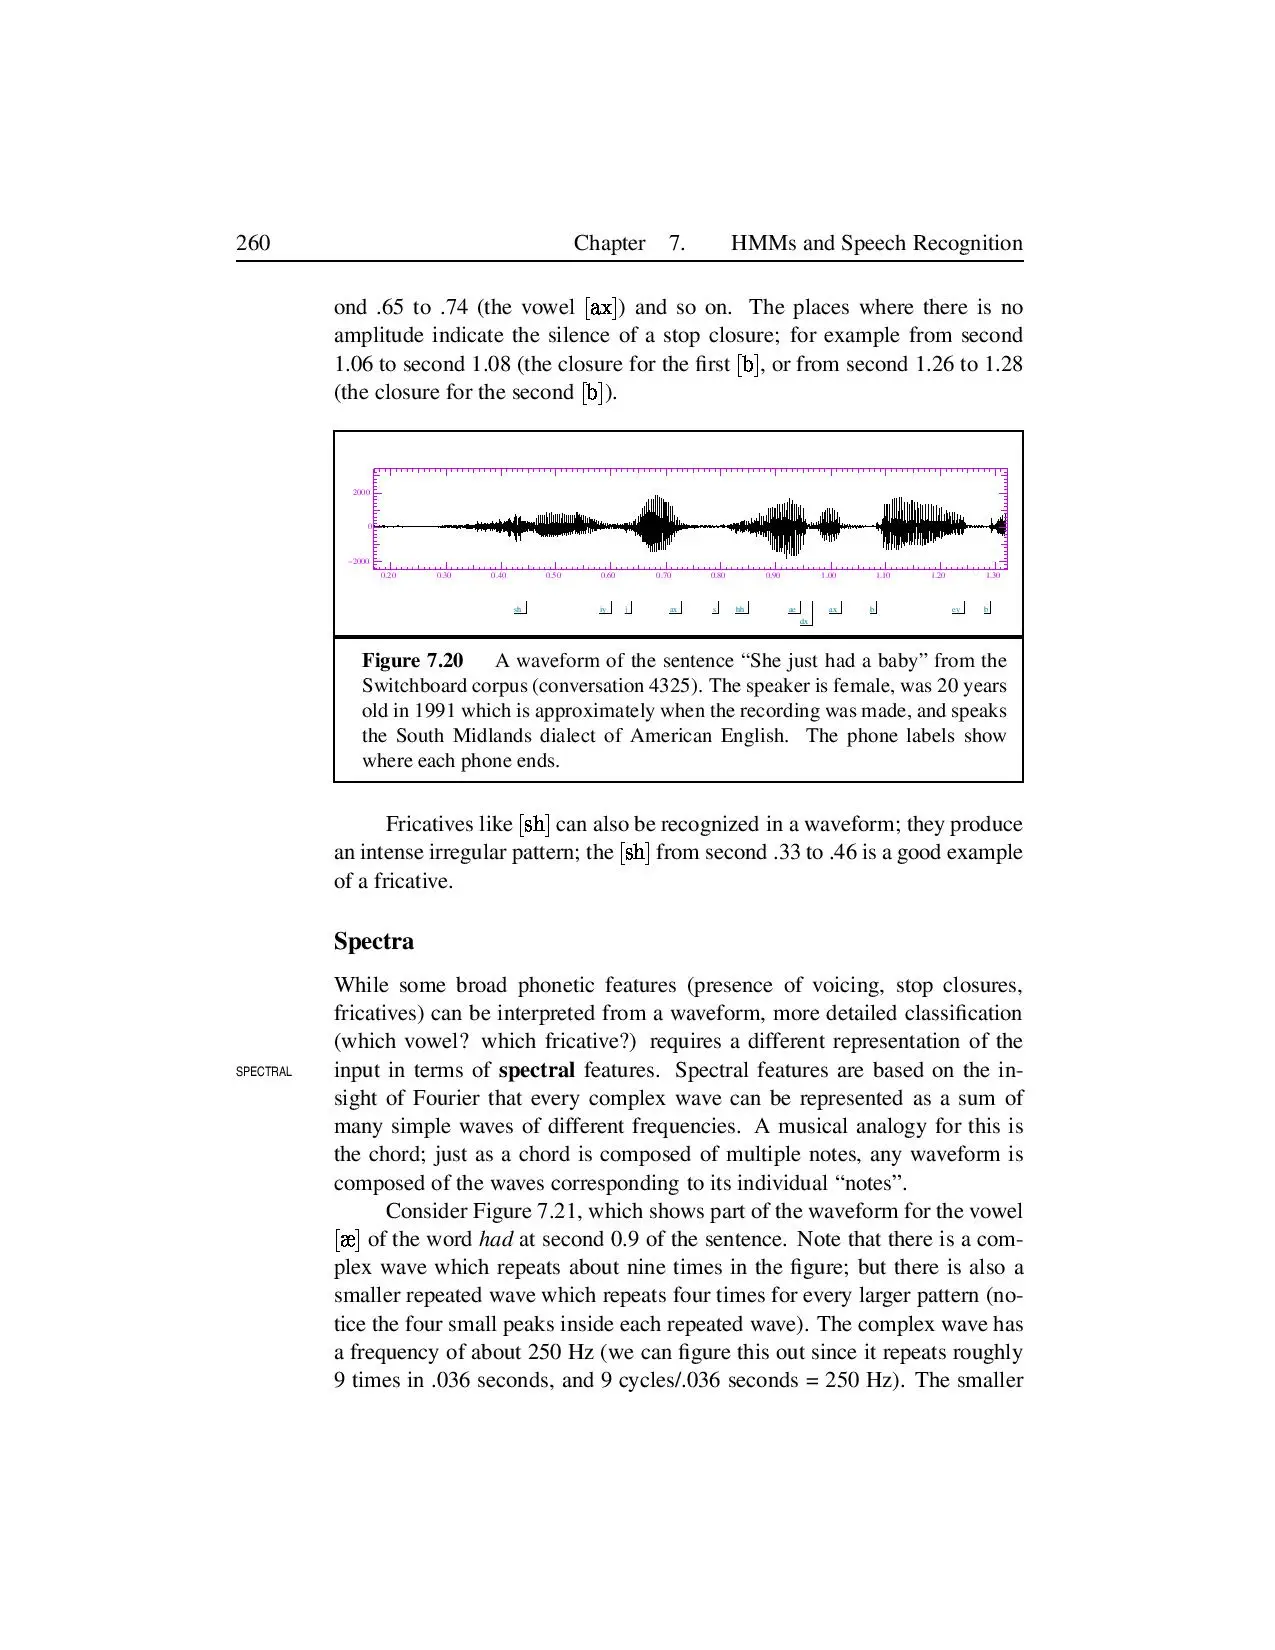 260 Chapter 7. HMMs and Speech Recognition
ond .65 to .74 (the vowel [ax]) and so on. The places where there is no
amplitude indicate the silence of a stop closure; for example from second
1.06 to second 1.08 (the closure for the first [b], or from second 1.26 to 1.28
(the closure for the second [b]).
2000
0
−2000
0.20 0.30 0.40 0.50 0.60 0.70 0.80 0.90 1.00 1.10 1.20 1.30
sh iy j ax s hh ae ax b ey b
dx
Figure 7.20 A waveform of the sentence “She just had a baby” from the
Switchboard corpus (conversation 4325). The speaker is female, was 20 years
old in 1991 which is approximately when the recording was made, and speaks
the South Midlands dialect of American English. The phone labels show
where each phone ends.
Fricatives like [sh] can also be recognized in a waveform; they produce
an intense irregular pattern; the [sh] from second .33 to .46 is a good example
of a fricative.
Spectra
While some broad phonetic features (presence of voicing, stop closures,
fricatives) can be interpreted from a waveform, more detailed classification
(which vowel? which fricative?) requires a different representation of the
SPECTRAL input in terms of spectral features. Spectral features are based on the in-
sight of Fourier that every complex wave can be represented as a sum of
many simple waves of different frequencies. A musical analogy for this is
the chord; just as a chord is composed of multiple notes, any waveform is
composed of the waves corresponding to its individual “notes”.
Consider Figure 7.21, which shows part of the waveform for the vowel
[æ] of the word had at second 0.9 of the sentence. Note that there is a com-
plex wave which repeats about nine times in the figure; but there is also a
smaller repeated wave which repeats four times for every larger pattern (no-
tice the four small peaks inside each repeated wave). The complex wave has
a frequency of about 250 Hz (we can figure this out since it repeats roughly
9 times in .036 seconds, and 9 cycles/.036 seconds = 250 Hz). The smaller